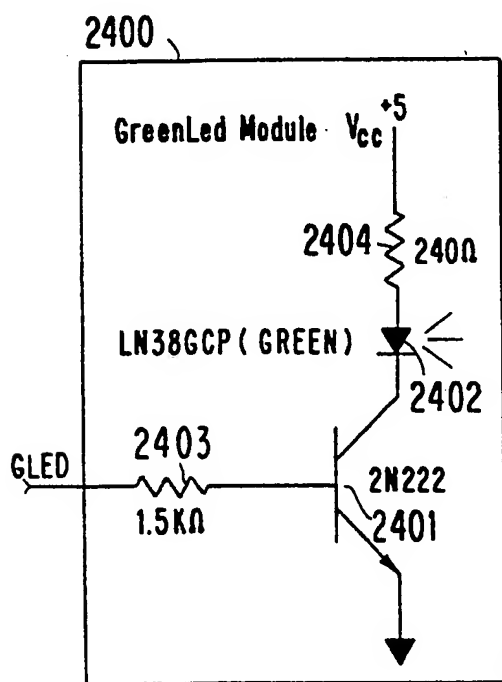 2400
+5
GreenLed Module Vcc
2404
240Ω
LN38GCP (GREEN)
2402
2403
GLED
2N222
1.5KΩ
2401